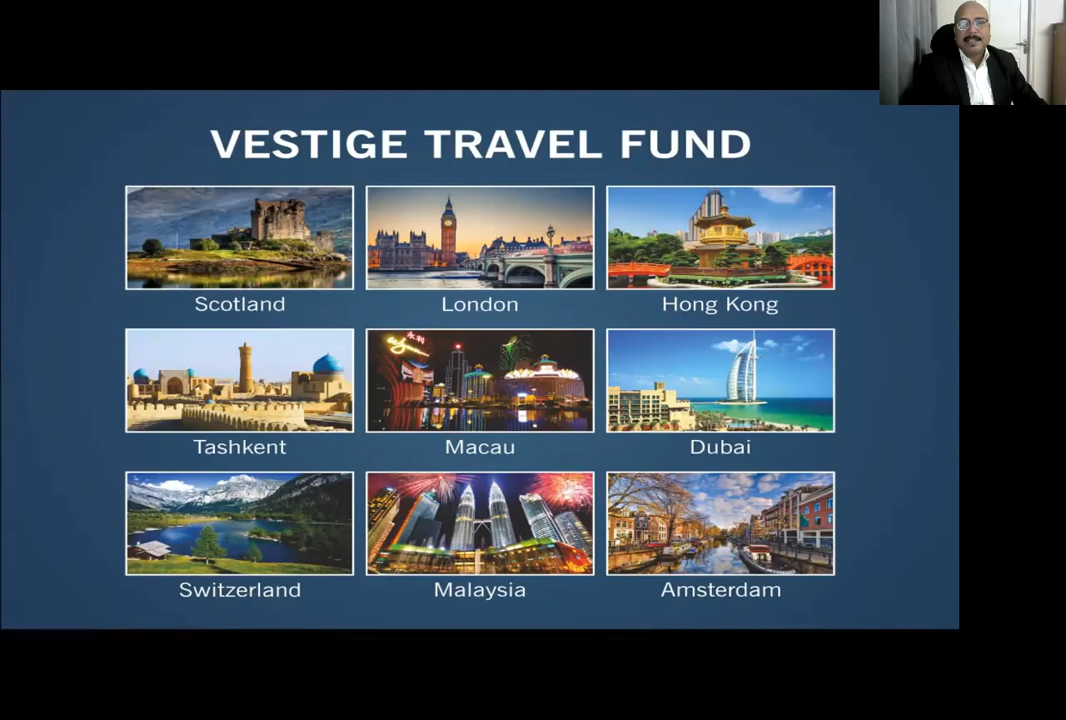 VESTIGE TRAVEL FUND
Scotland
London
Hong Kong
Tashkent
Macau
Dubai
Switzerland
Malaysia
Amsterdam